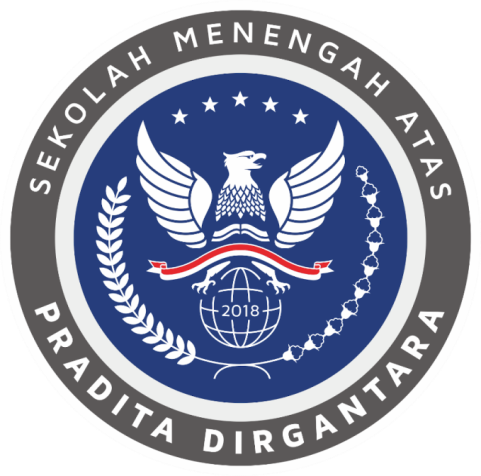 SEKOLAH MENENGAH ATAS
2018
PRADITA DIRGANTARA